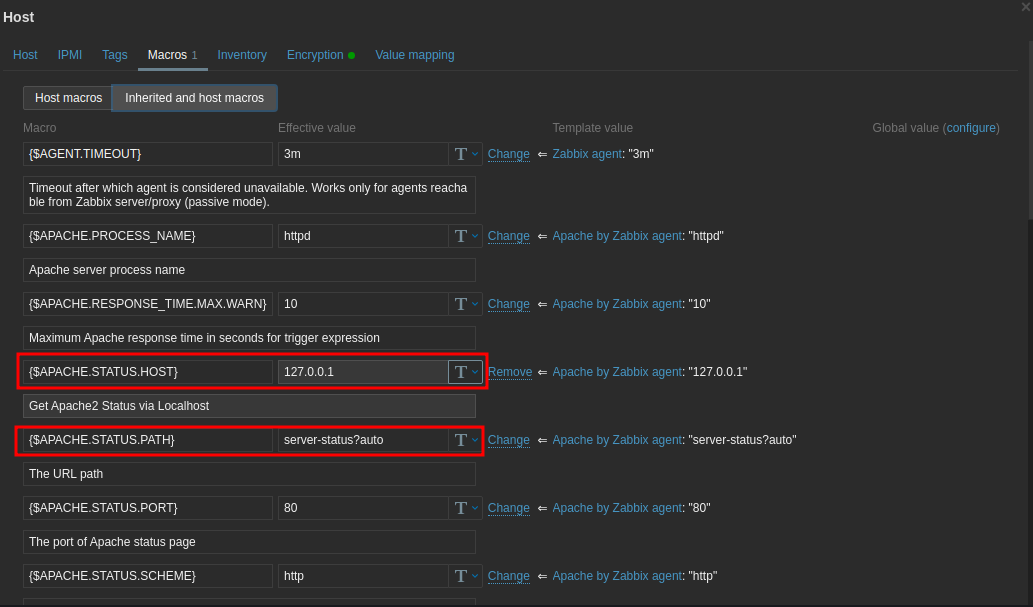 Host
Host IPMI Tags Macros 1 Inventory Encryption Value mapping
Host macros Inherited and host macros
Macro Effective value Template value Global value (configure)
{$AGENT.TIMEOUT} 3m T Change ⇐ Zabbix agent: "3m"
Timeout after which agent is considered unavailable. Works only for agents reacha
ble from Zabbix server/proxy (passive mode).
{$APACHE.PROCESS_NAME} httpd T Change ⇐ Apache by Zabbix agent: "httpd"
Apache server process name
{$APACHE.RESPONSE_TIME.MAX.WARN} 10 T Change ⇐ Apache by Zabbix agent: "10"
Maximum Apache response time in seconds for trigger expression
{$APACHE.STATUS.HOST} 127.0.0.1 T Remove ⇐ Apache by Zabbix agent: "127.0.0.1"
Get Apache2 Status via Localhost
{$APACHE.STATUS.PATH} server-status?auto T Change ⇐ Apache by Zabbix agent: "server-status?auto"
The URL path
{$APACHE.STATUS.PORT} 80 T Change ⇐ Apache by Zabbix agent: "80"
The port of Apache status page
{$APACHE.STATUS.SCHEME} http T Change ⇐ Apache by Zabbix agent: "http"